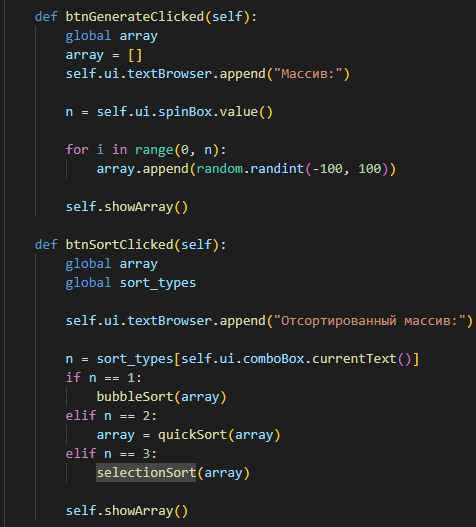 def btnGenerateClicked(self):
global array
array = []
self.ui.textBrowser.append("Массив:")
n = self.ui.spinBox.value()
for i in range(0, n):
array.append(random.randint(-100, 100))
self.showArray()
def btnSortClicked(self):
global array
global sort_types
self.ui.textBrowser.append("Отсортированный массив:")
n = sort_types[self.ui.comboBox.currentText()]
if n == 1:
bubbleSort(array)
elif n == 2:
array = quickSort(array)
elif n == 3:
selectionSort(array)
self.showArray()